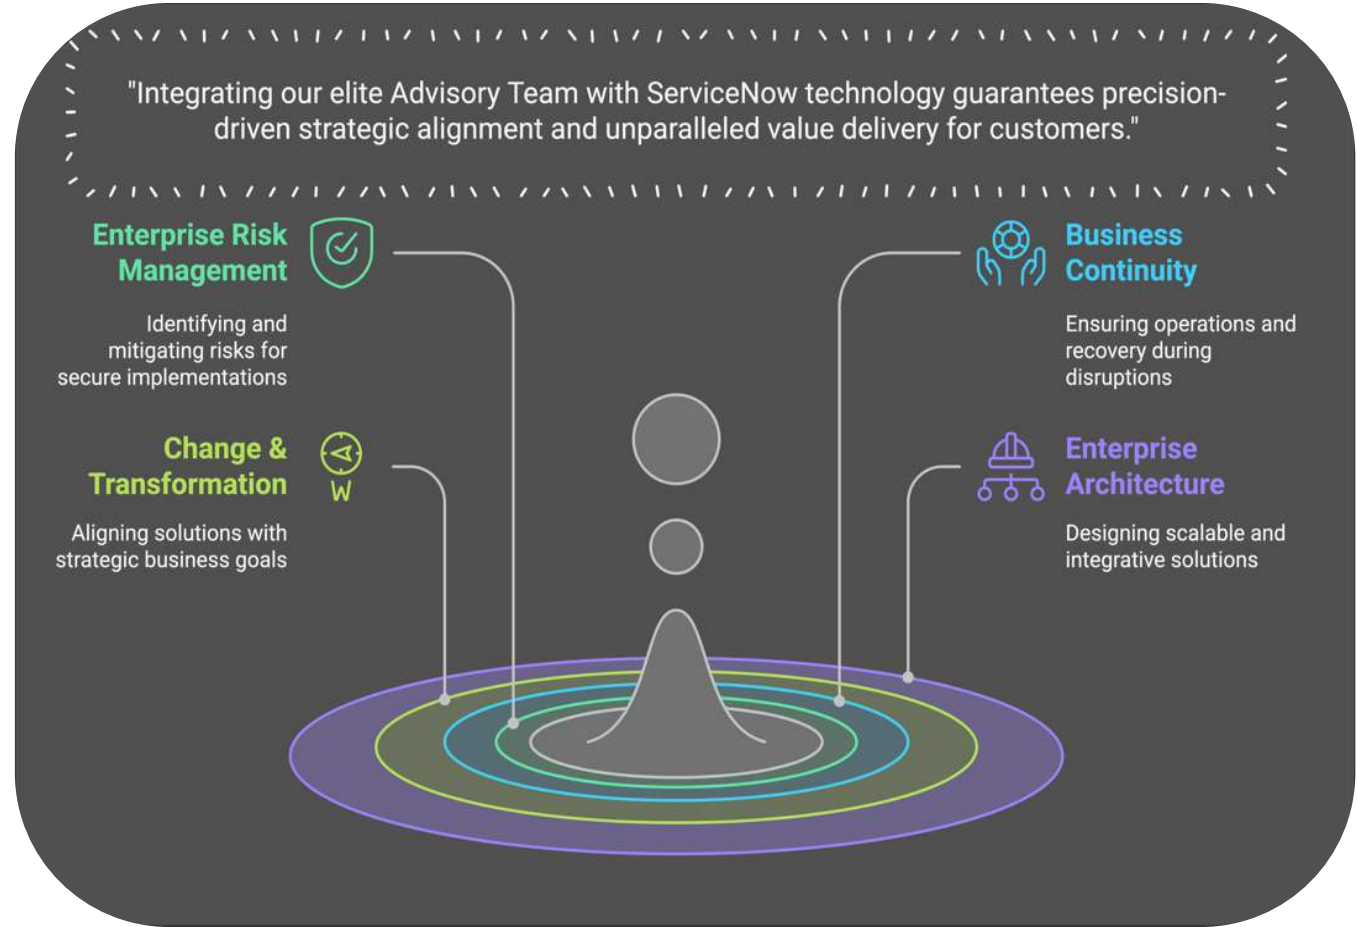 "Integrating our elite Advisory Team with ServiceNow technology guarantees precision-
driven strategic alignment and unparalleled value delivery for customers."
Enterprise Risk
Management
Identifying and
mitigating risks for
secure implementations
Change &
Transformation
W
Aligning solutions with
strategic business goals
Business
Continuity
Ensuring operations and
recovery during
disruptions
Enterprise
Architecture
Designing scalable and
integrative solutions